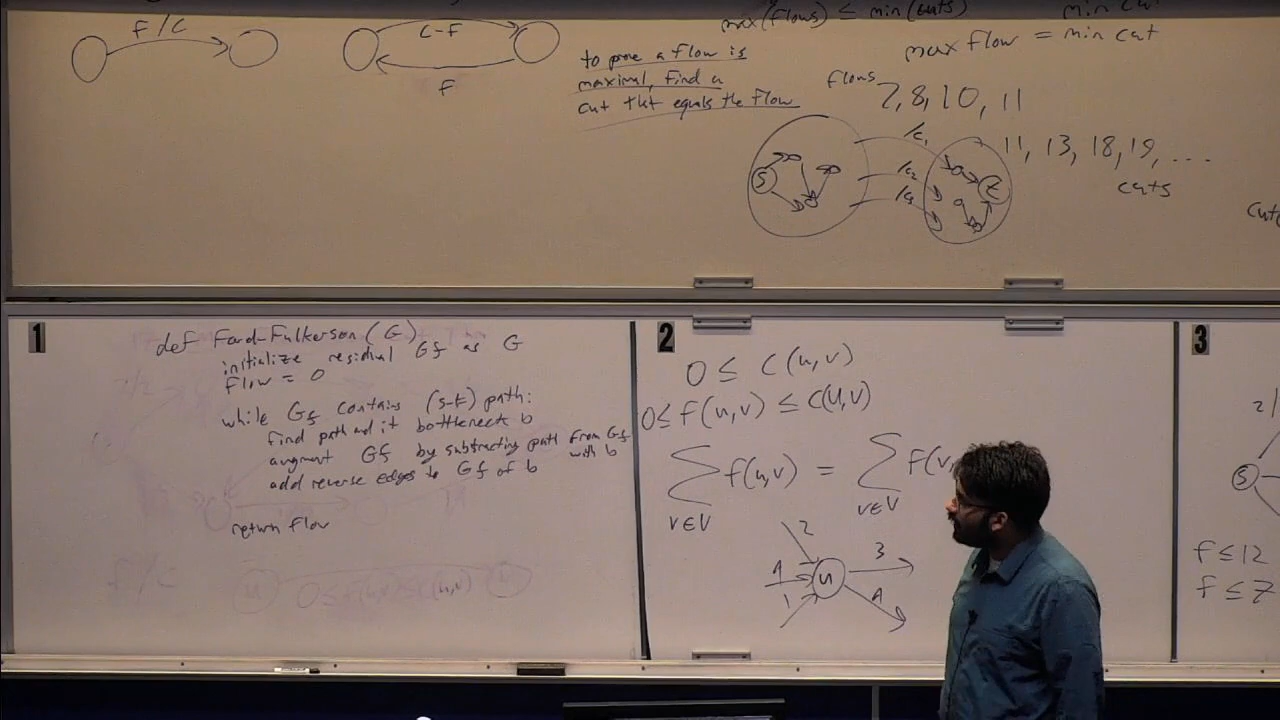 F/C
C-F
F
to prove a flow is
maximal, find a
cut tht equals the flow
max(flows) ≤ min(cuts)
max flow = min cut
flows
7, 8, 10, 11
11, 13, 18, 19, ...
cuts
/c1
/c2
/c3
S
t
1
def Ford-Fulkerson(G)
initialize residual Gf as G
flow = 0
while Gf contains (s-t) path:
find path and it bottleneck b
augment Gf by subtracting path from Gf
with b
add reverse edges to Gf of b
return flow
2
0 ≤ C(u,v)
0 ≤ f(u,v) ≤ C(u,v)
∑ f(u,v) = ∑ F(v,
v∈V v∈V
2
3
4
1
u
4
3
2/
S
f ≤ 12
f ≤ 7